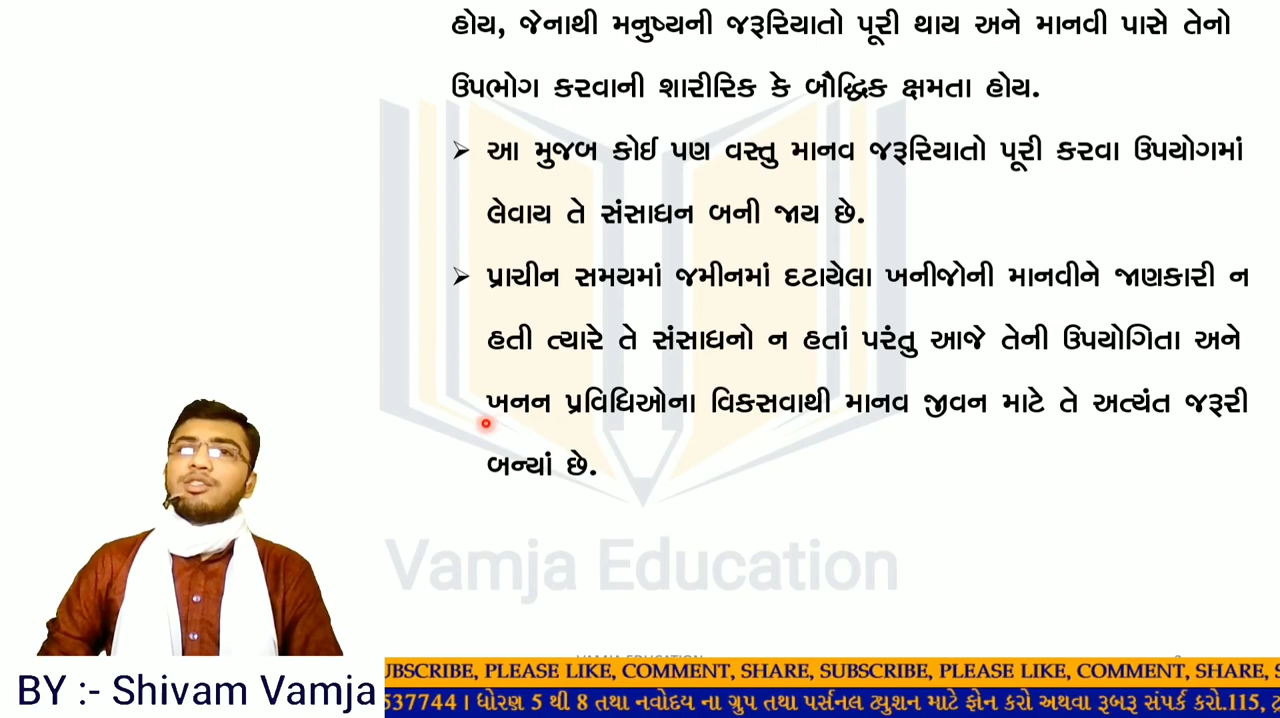 હોય, જેનાથી મનુષ્યની જરૂરિયાતો પૂરી થાય અને માનવી પાસે તેનો
ઉપભોગ કરવાની શારીરિક કે બૌદ્ધિક ક્ષમતા હોય.
➢ આ મુજબ કોઈ પણ વસ્તુ માનવ જરૂરિયાતો પૂરી કરવા ઉપયોગમાં
લેવાય તે સંસાધન બની જાય છે.
➢ પ્રાચીન સમયમાં જમીનમાં દટાયેલા ખનીજોની માનવીને જાણકારી ન
હતી ત્યારે તે સંસાધનો ન હતાં પરંતુ આજે તેની ઉપયોગિતા અને
ખનન પ્રવિધિઓના વિકસવાથી માનવ જીવન માટે તે અત્યંત જરૂરી
બન્યાં છે.
Vamja Education
BY :- Shivam Vamja
UBSCRIBE, PLEASE LIKE, COMMENT, SHARE, SUBSCRIBE, PLEASE LIKE, COMMENT, SHARE, S
537744 | ધોરણ 5 થી 8 તથા નવોદય ના ગ્રુપ તથા પર્સનલ ટ્યુશન માટે ફોન કરો અથવા રૂબરૂ સંપર્ક કરો.115,